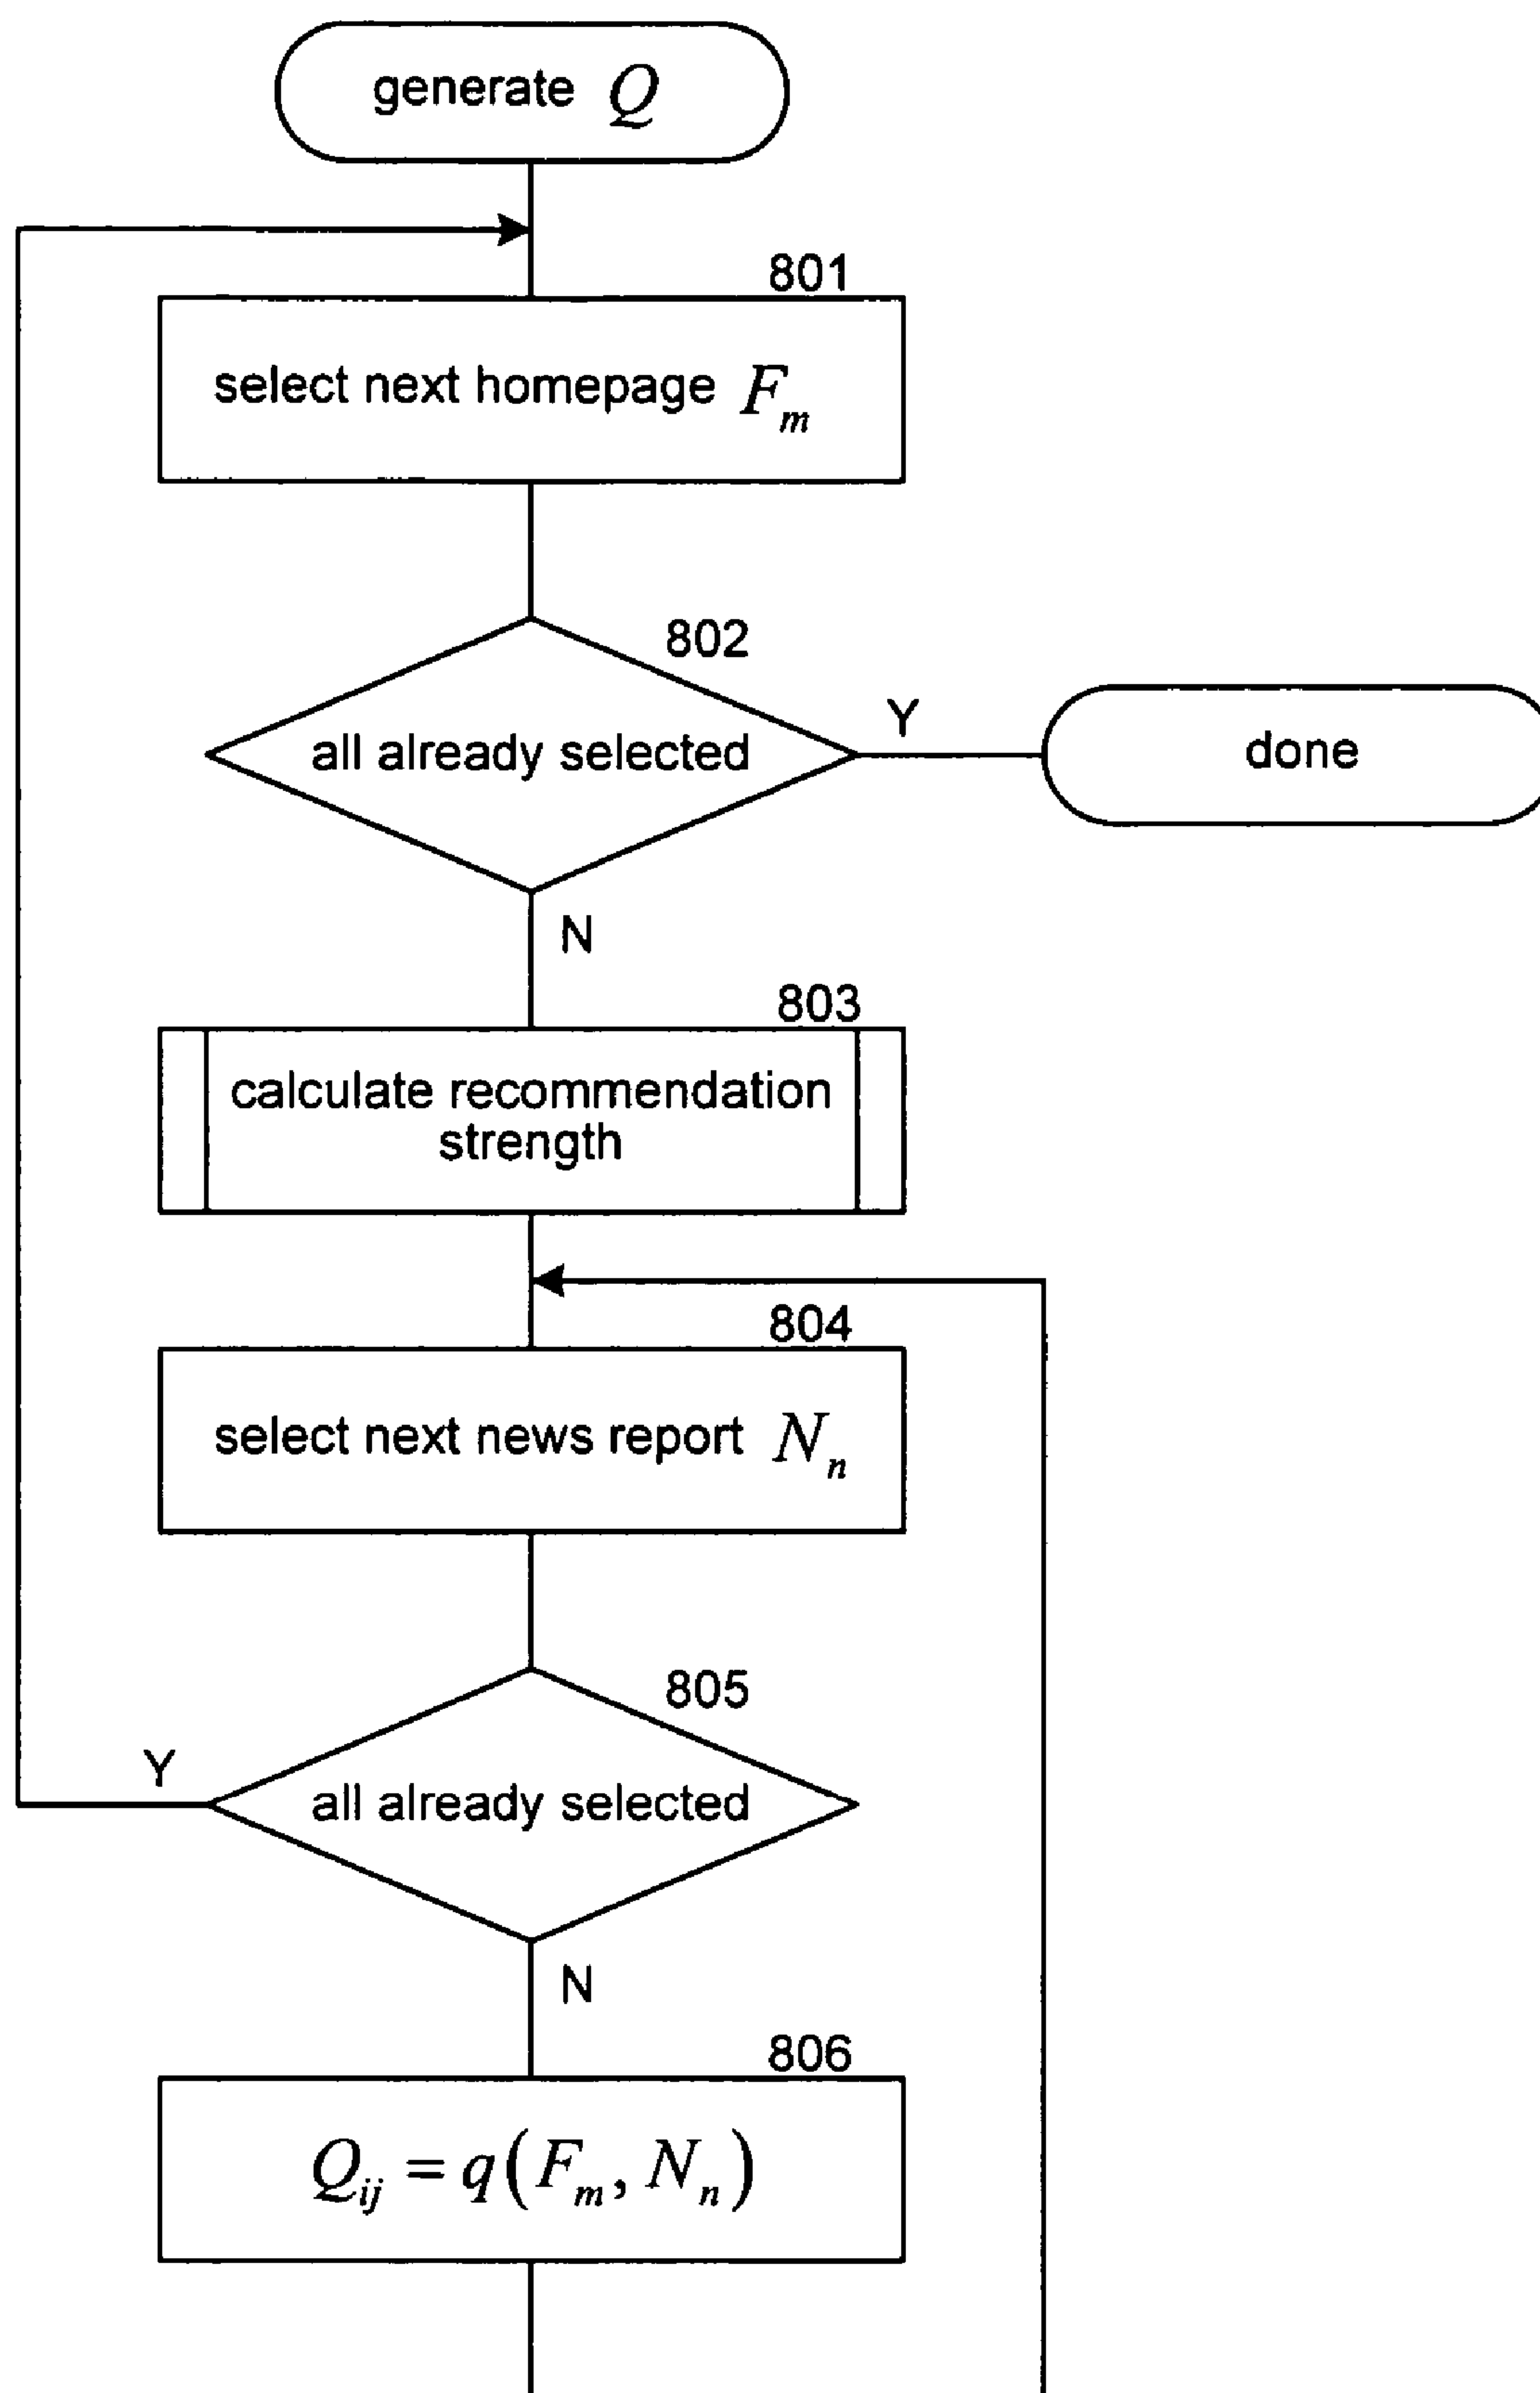 generate Q
801
select next homepage F_m
802
all already selected
Y
done
N
803
calculate recommendation
strength
804
select next news report N_n
805
Y
all already selected
N
806
Q_ij = q(F_m, N_n)